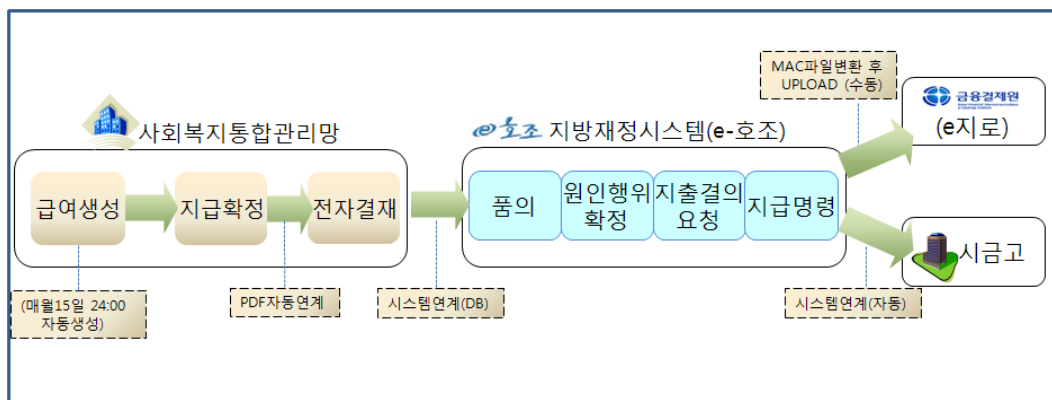 MAC파일변환 후
UPLOAD (수동)
금융결제원
(e지로)
사회복지통합관리망
e호조 지방재정시스템(e-호조)
급여생성
지급확정
전자결재
품의
원인행위
확정
지출결의
요청
지급명령
시금고
(매월15일 24:00
자동생성)
PDF자동연계
시스템연계(DB)
시스템연계(자동)